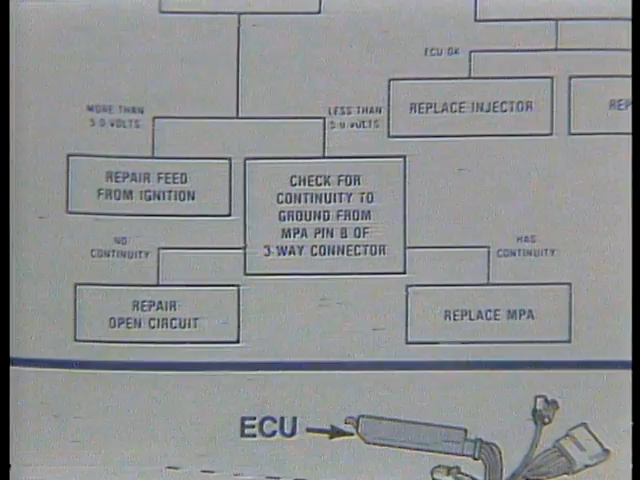 ECU OK
REPLACE INJECTOR
REP
MORE THAN
5.0 VOLTS
LESS THAN
5.0 VOLTS
REPAIR FEED
FROM IGNITION
CHECK FOR
CONTINUITY TO
GROUND FROM
MPA PIN B OF
3-WAY CONNECTOR
NO
CONTINUITY
HAS
CONTINUITY
REPAIR
OPEN CIRCUIT
REPLACE MPA
ECU